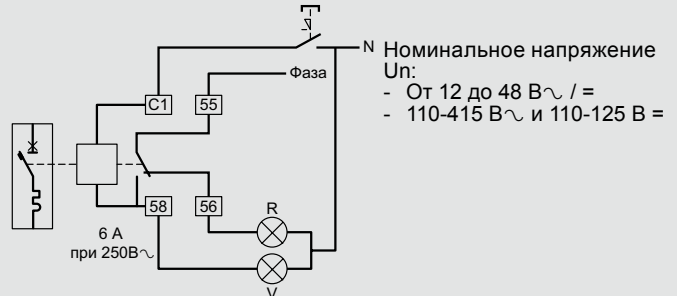 N
Номинальное напряжение
Un:
- От 12 до 48 В∿ / =
- 110-415 В∿ и 110-125 В =
Фаза
C1
55
58
56
R
6 А
при 250В∿
V